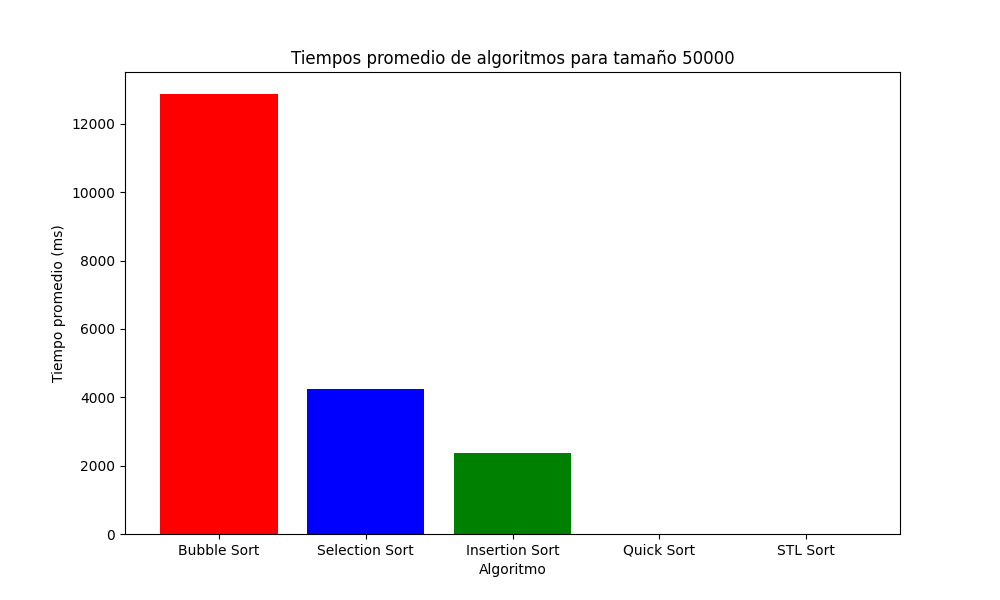 Tiempos promedio de algoritmos para tamaño 50000
Tiempo promedio (ms)
12000
10000
8000
6000
4000
2000
0
Bubble Sort
Selection Sort
Insertion Sort
Quick Sort
STL Sort
Algoritmo